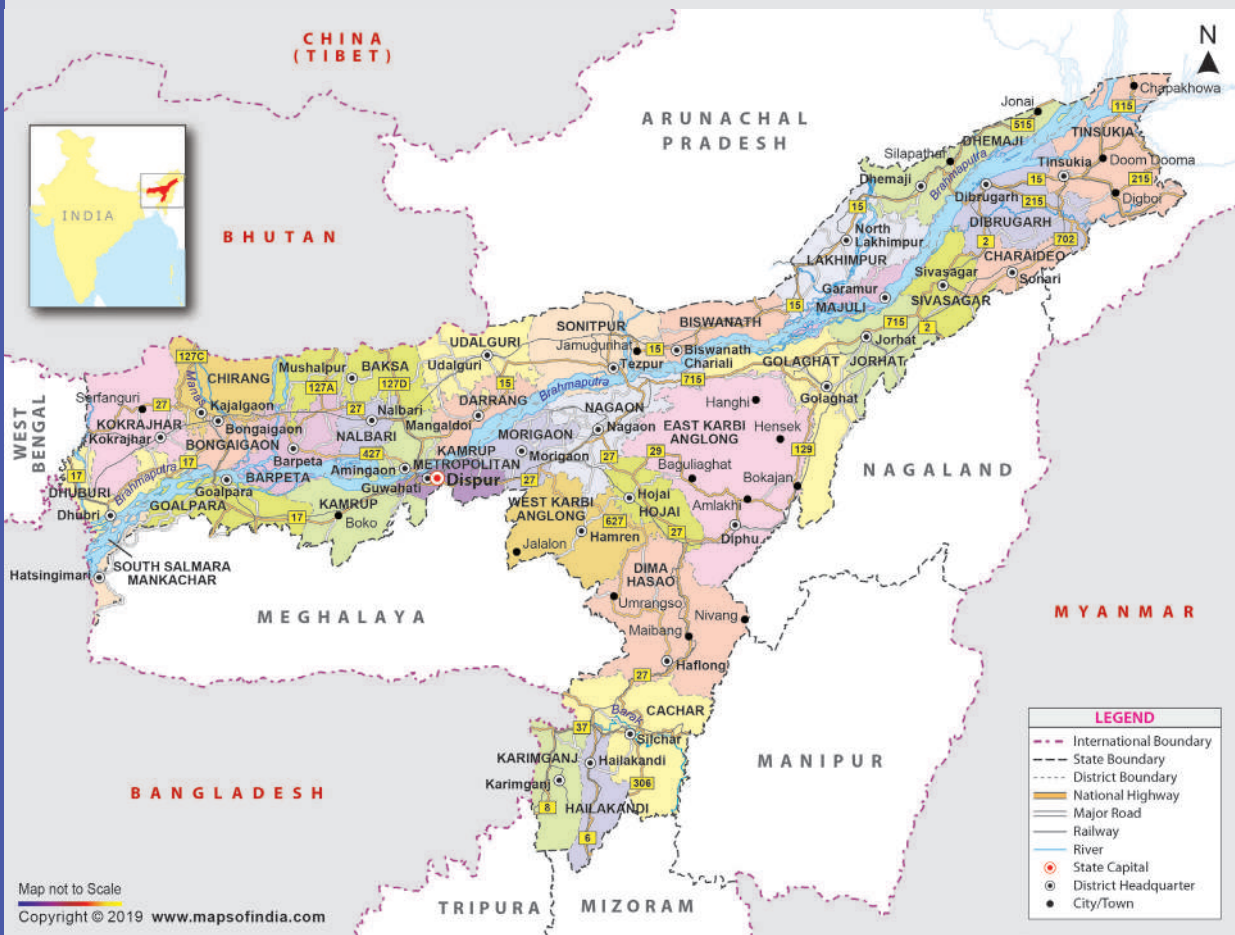 CHINA
(TIBET)
N
Chapakhowa
115
Jonai
515
ARUNACHAL
PRADESH
DHEMAJI
TINSUKIA
Silapathar
Tinsukia
Doom Dooma
Dhemaji
Brahmaputra
15
215
Dibrugarh
215
Digboi
INDIA
15
DIBRUGARH
BHUTAN
North
Lakhimpur
2
702
LAKHIMPUR
CHARAIDEO
Sivasagar
Sonari
Garamur
MAJULI
SIVASAGAR
15
SONITPUR
BISWANATH
715
2
Jamugurihat
15
Biswanath
Chariali
Jorhat
UDALGURI
127C
Udalguri
Tezpur
GOLAGHAT
JORHAT
Mushalpur
BAKSA
CHIRANG
127A
127D
15
715
Golaghat
WEST
BENGAL
Serfanguri
27
Manas
Kajalgaon
27
Nalbari
DARRANG
Brahmaputra
NAGAON
Hanghi
KOKRAJHAR
Bongaigaon
Mangaldoi
Nagaon
EAST KARBI
ANGLONG
Hensek
Kokrajhar
BONGAIGAON
NALBARI
MORIGAON
129
Barpeta
427
KAMRUP
METROPOLITAN
Morigaon
27
29
NAGALAND
17
17
BARPETA
Amingaon
Baguliaghat
Bokajan
DHUBURI
Brahmaputra
Goalpara
Guwahati
Dispur
27
Hojai
Amlakhi
GOALPARA
KAMRUP
WEST KARBI
ANGLONG
HOJAI
Dhubri
17
Boko
627
27
Diphu
Hamren
Jalalon
SOUTH SALMARA
MANKACHAR
Hatsingimari
DIMA
HASAO
Umrangso
Nivang
MEGHALAYA
MYANMAR
Maibang
Haflong
27
CACHAR
Barak
37
Silchar
KARIMGANJ
Hailakandi
MANIPUR
Karimganj
306
BANGLADESH
8
HAILAKANDI
6
LEGEND
International Boundary
State Boundary
District Boundary
National Highway
Major Road
Railway
River
State Capital
District Headquarter
City/Town
Map not to Scale
Copyright © 2019 www.mapsofindia.com
TRIPURA
MIZORAM